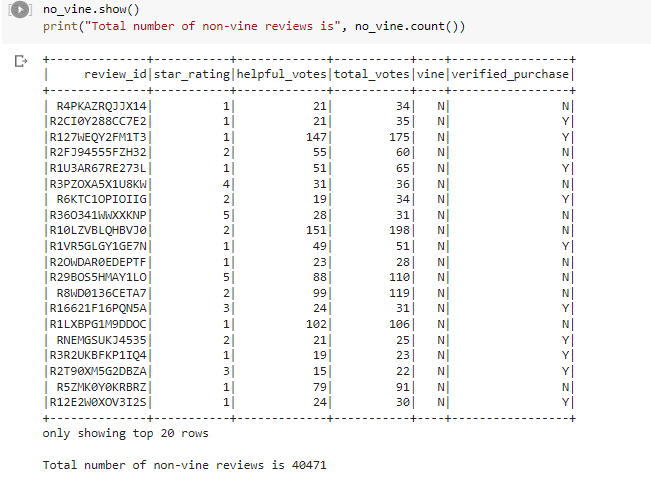 no_vine.show()
print("Total number of non-vine reviews is", no_vine.count())
+--------------+-----------+-------------+-----------+----+-----------------+
|     review_id|star_rating|helpful_votes|total_votes|vine|verified_purchase|
+--------------+-----------+-------------+-----------+----+-----------------+
| R4PKAZRQJJX14|          1|           21|         34|   N|                N|
|R2CI0Y288CC7E2|          1|           21|         35|   N|                Y|
|R127WEQY2FM1T3|          1|          147|        175|   N|                Y|
|R2FJ94555FZH32|          2|           55|         60|   N|                N|
|R1U3AR67RE273L|          1|           51|         65|   N|                Y|
|R3PZOXA5X1U8KW|          4|           31|         36|   N|                N|
| R6KTC1OPIOIIG|          2|           19|         34|   N|                Y|
|R36O341WWXXKNP|          5|           28|         31|   N|                N|
|R10LZVBLQHBVJ0|          2|          151|        198|   N|                N|
|R1VR5GLGY1GE7N|          1|           49|         51|   N|                Y|
|R2OWDAR0EDEPTF|          1|           23|         28|   N|                N|
|R29BOS5HMAY1LO|          5|           88|        110|   N|                N|
| R8WD0136CETA7|          2|           99|        119|   N|                N|
|R16621F16PQN5A|          3|           24|         31|   N|                Y|
|R1LXBPG1M9DDOC|          1|          102|        106|   N|                N|
| RNEMGSUKJ4535|          2|           21|         25|   N|                Y|
|R3R2UKBFKP1IQ4|          1|           19|         23|   N|                Y|
|R2T90XM5G2DBZA|          3|           15|         22|   N|                Y|
| R5ZMK0Y0KRBRZ|          1|           79|         91|   N|                N|
|R12E2W0XOV3I2S|          1|           24|         30|   N|                Y|
+--------------+-----------+-------------+-----------+----+-----------------+
only showing top 20 rows
Total number of non-vine reviews is 40471